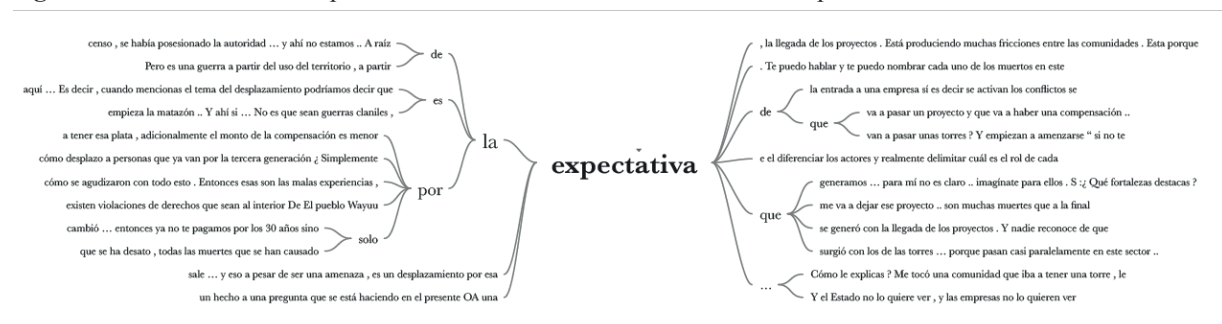 censo , se había posesionado la autoridad … y ahí no estamos .. A raíz
Pero es una guerra a partir del uso del territorio , a partir
de
aquí … Es decir , cuando mencionas el tema del desplazamiento podríamos decir que
empieza la matazón .. Y ahí si … No es que sean guerras claniles ,
es
a tener esa plata , adicionalmente el monto de la compensación es menor
cómo desplazo a personas que ya van por la tercera generación ¿ Simplemente
cómo se agudizaron con todo esto . Entonces esas son las malas experiencias ,
existen violaciones de derechos que sean al interior De El pueblo Wayuu
cambió … entonces ya no te pagamos por los 30 años sino
que se ha desato , todas las muertes que se han causado
solo
por
la
sale … y eso a pesar de ser una amenaza , es un desplazamiento por esa
un hecho a una pregunta que se está haciendo en el presente OA una
expectativa
, la llegada de los proyectos . Está produciendo muchas fricciones entre las comunidades . Esta porque
. Te puedo hablar y te puedo nombrar cada uno de los muertos en este
de
la entrada a una empresa si es decir se activan los conflictos se
que
va a pasar un proyecto y que va a haber una compensación ..
van a pasar unas torres ? Y empiezan a amenzarse “ si no te
e el diferenciar los actores y realmente delimitar cuál es el rol de cada
que
generamos … para mí no es claro .. imagínate para ellos . S :¿ Qué fortalezas destacas ?
me va a dejar ese proyecto .. son muchas muertes que a la final
se generó con la llegada de los proyectos . Y nadie reconoce de que
surgió con los de las torres … porque pasan casi paralelamente en este sector ..
…
Cómo le explicas ? Me tocó una comunidad que iba a tener una torre , le
Y el Estado no lo quiere ver , y las empresas no lo quieren ver